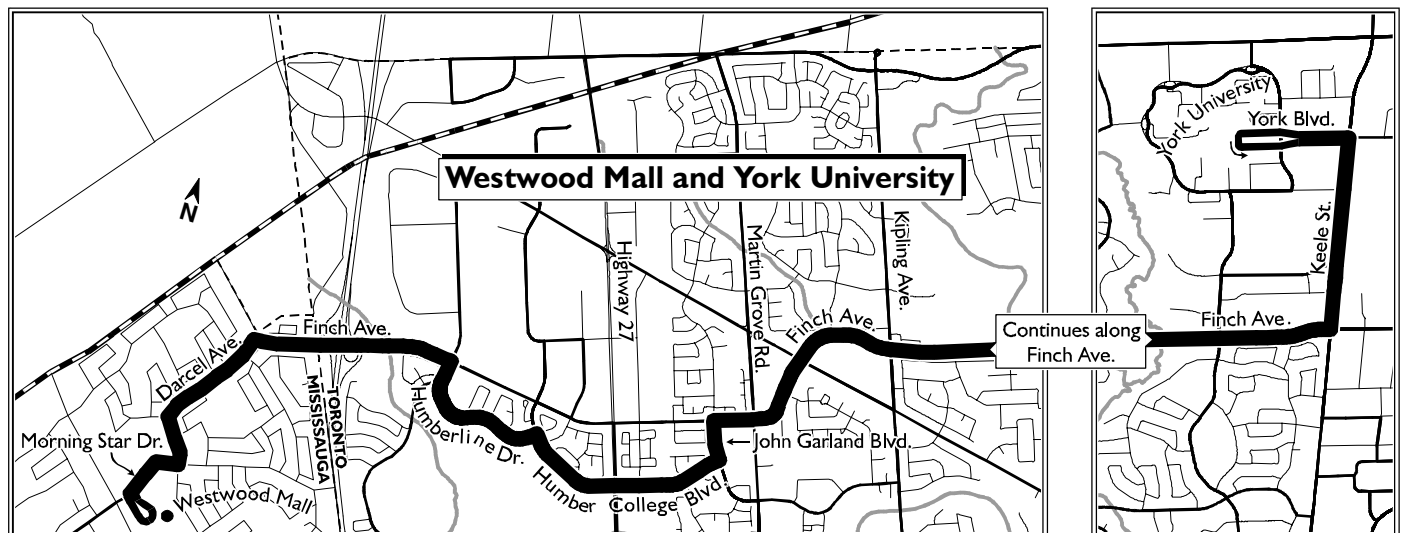 Westwood Mall and York University
N
York University
York Blvd.
Keele St.
Finch Ave.
Continues along
Finch Ave.
Kipling Ave.
Martin Grove Rd.
Highway 27
Finch Ave.
Finch Ave.
Darcel Ave.
TORONTO
MISSISSAUGA
Humberline Dr.
Morning Star Dr.
John Garland Blvd.
Westwood Mall
Humber College Blvd.